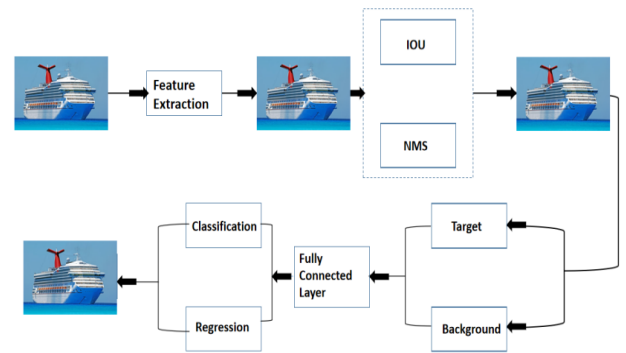 Feature
Extraction
IOU
NMS
Target
Background
Fully
Connected
Layer
Classification
Regression